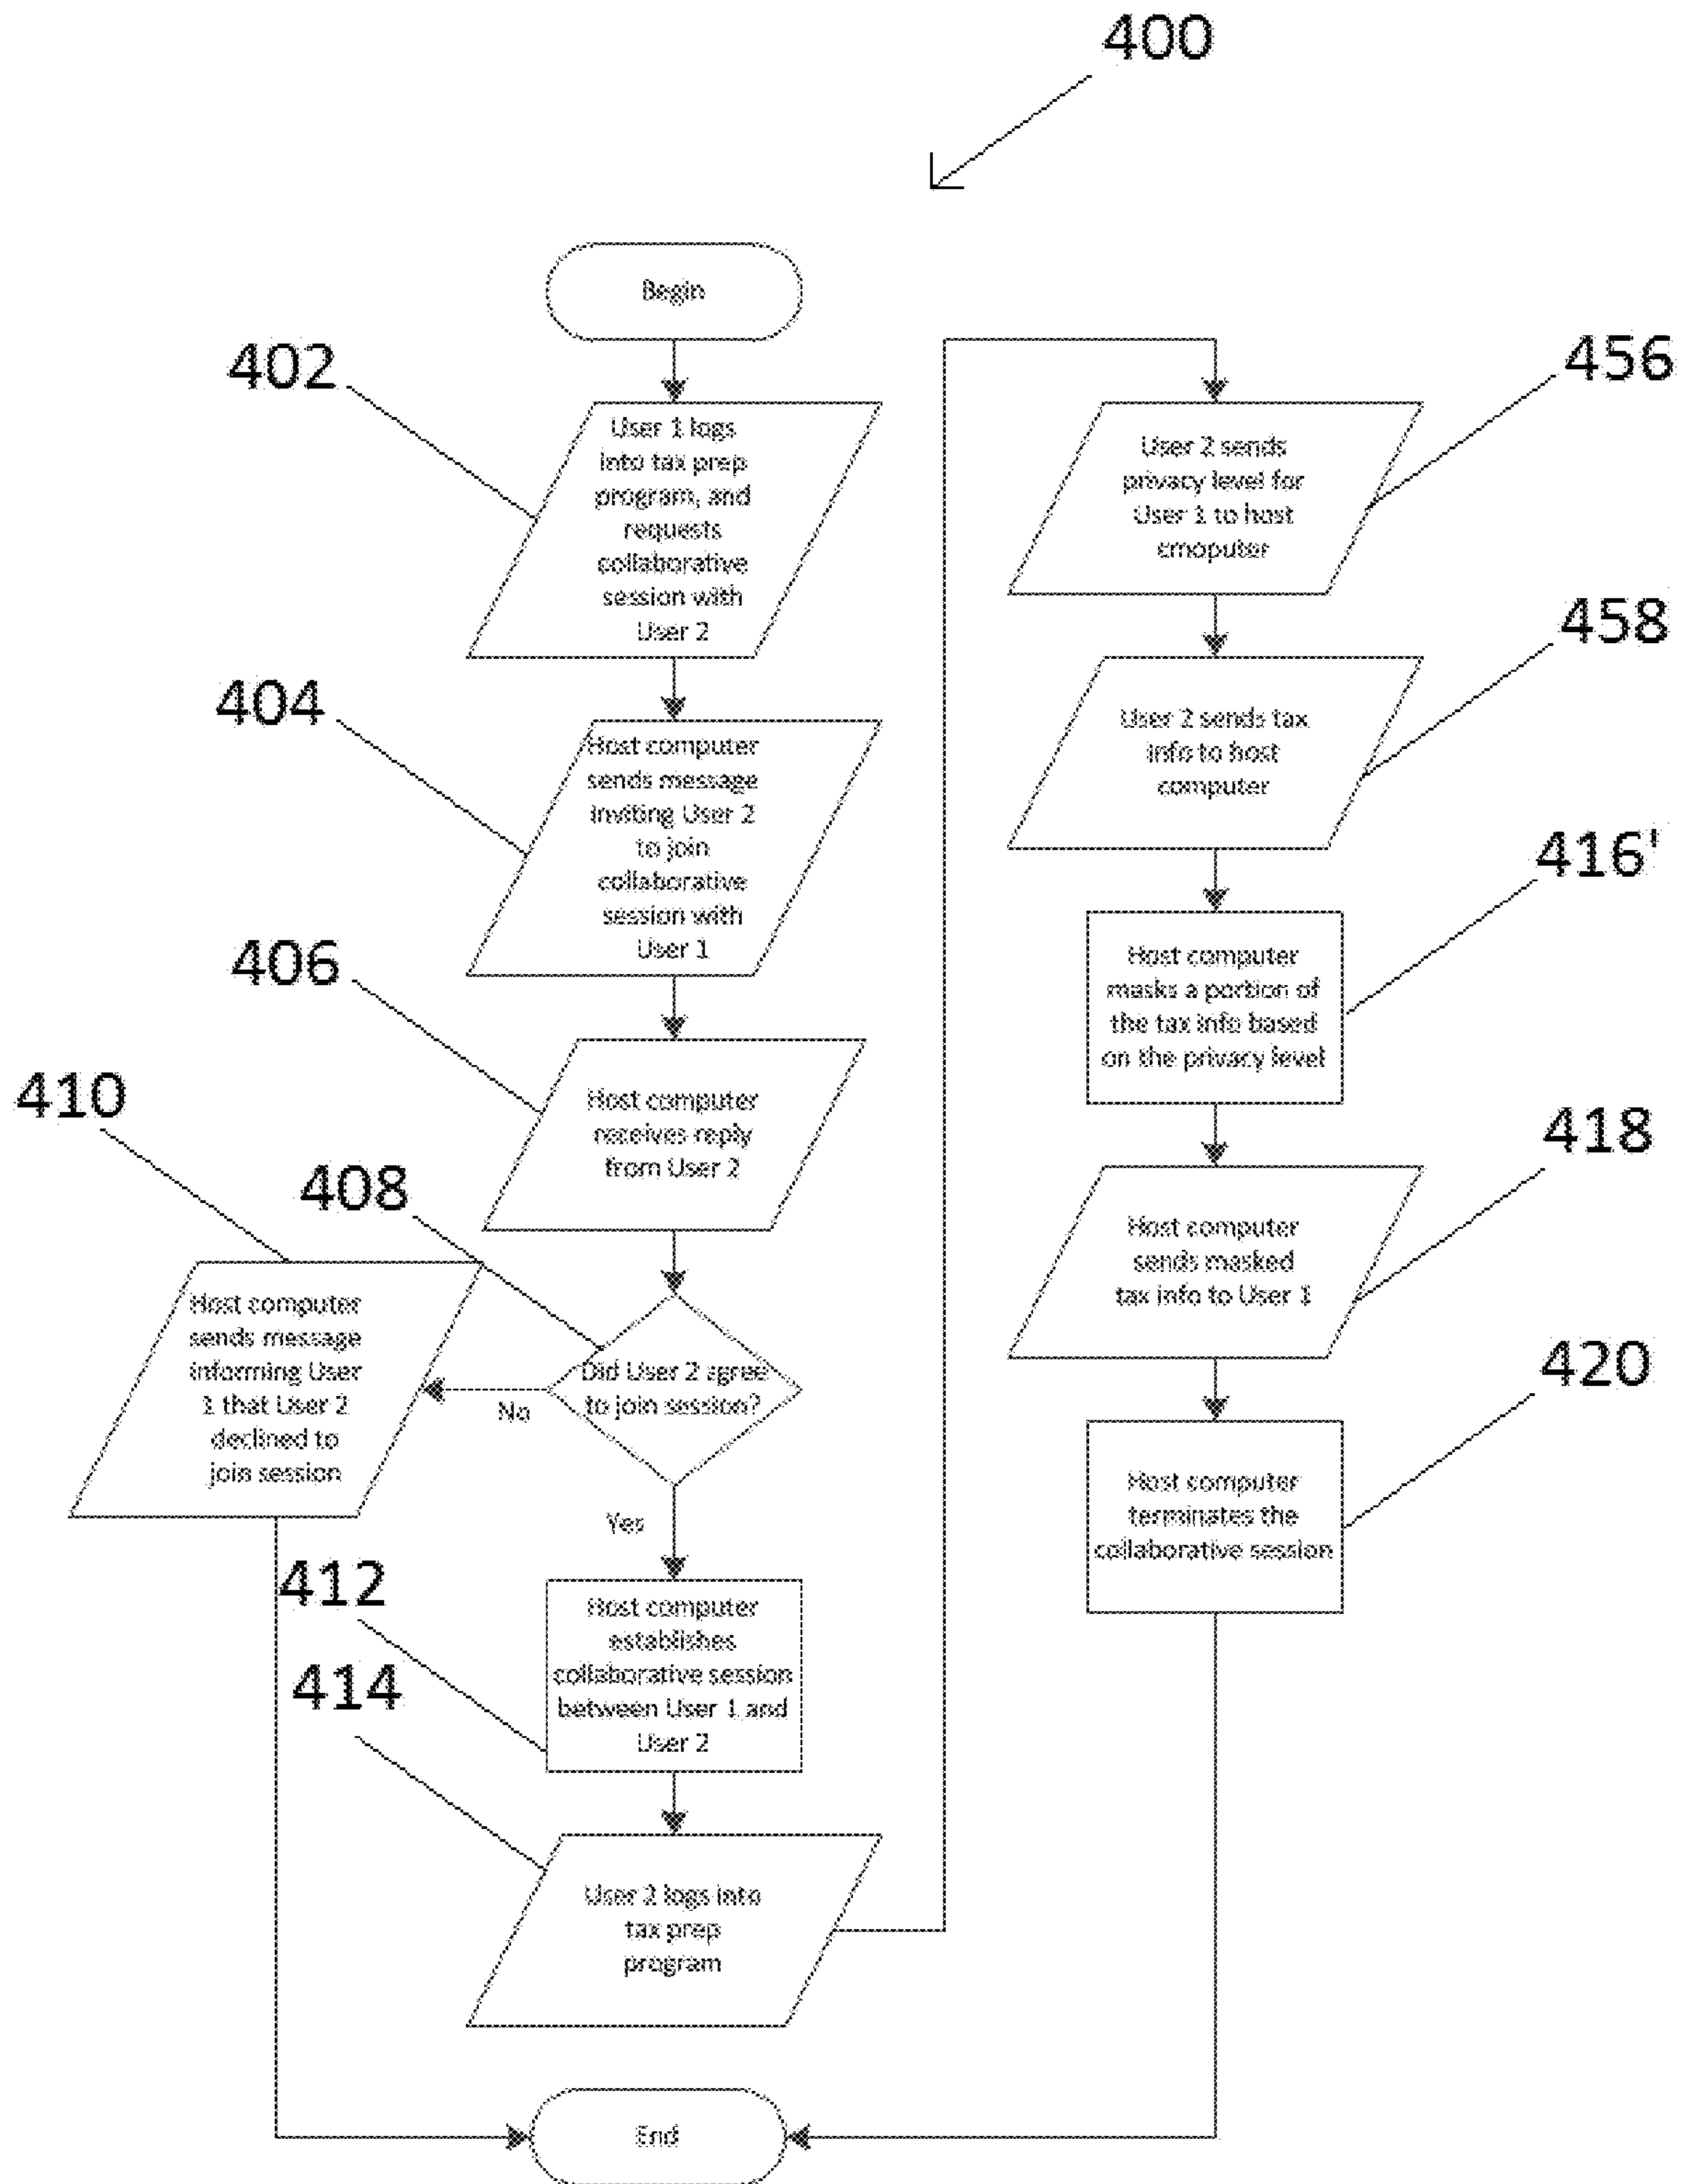 400
Begin
402
User 1 logs
into tax prep
program, and
requests
collaborative
session with
User 2
404
Host computer
sends message
inviting User 2
to join
collaborative
session with
User 1
406
Host computer
receives reply
from User 2
408
Did User 2 agree
to join session?
No
410
Host computer
sends message
informing User
1 that User 2
declined to
join session
Yes
412
Host computer
establishes
collaborative session
between User 1 and
User 2
414
User 2 logs into
tax prep
program
456
User 2 sends
privacy level for
User 1 to host
cmoputer
458
User 2 sends tax
info to host
computer
416'
Host computer
masks a portion of
the tax info based
on the privacy level
418
Host computer
sends masked
tax info to User 1
420
Host computer
terminates the
collaborative session
End